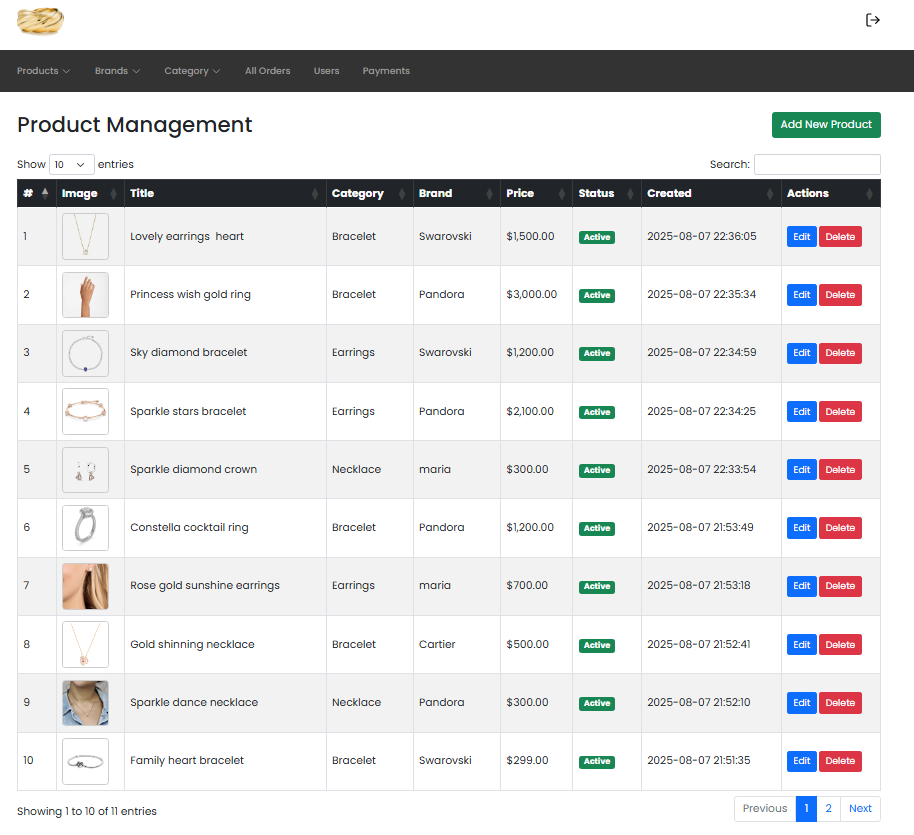 Products Brands Category All Orders Users Payments
Product Management Add New Product
Show 10 entries Search:
# Image Title Category Brand Price Status Created Actions
1 Lovely earrings heart Bracelet Swarovski $1,500.00 Active 2025-08-07 22:36:05 Edit Delete
2 Princess wish gold ring Bracelet Pandora $3,000.00 Active 2025-08-07 22:35:34 Edit Delete
3 Sky diamond bracelet Earrings Swarovski $1,200.00 Active 2025-08-07 22:34:59 Edit Delete
4 Sparkle stars bracelet Earrings Pandora $2,100.00 Active 2025-08-07 22:34:25 Edit Delete
5 Sparkle diamond crown Necklace maria $300.00 Active 2025-08-07 22:33:54 Edit Delete
6 Constella cocktail ring Bracelet Pandora $1,200.00 Active 2025-08-07 21:53:49 Edit Delete
7 Rose gold sunshine earrings Earrings maria $700.00 Active 2025-08-07 21:53:18 Edit Delete
8 Gold shinning necklace Bracelet Cartier $500.00 Active 2025-08-07 21:52:41 Edit Delete
9 Sparkle dance necklace Necklace Pandora $300.00 Active 2025-08-07 21:52:10 Edit Delete
10 Family heart bracelet Bracelet Swarovski $299.00 Active 2025-08-07 21:51:35 Edit Delete
Showing 1 to 10 of 11 entries Previous 1 2 Next